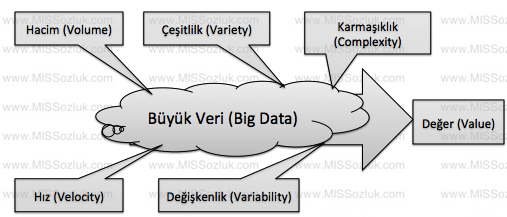 Hacim (Volume)
Çeşitlilik (Variety)
Karmaşıklık
(Complexity)
Büyük Veri (Big Data)
Değer (Value)
Hız (Velocity)
Değişkenlik (Variability)
www.MISSozluk.com